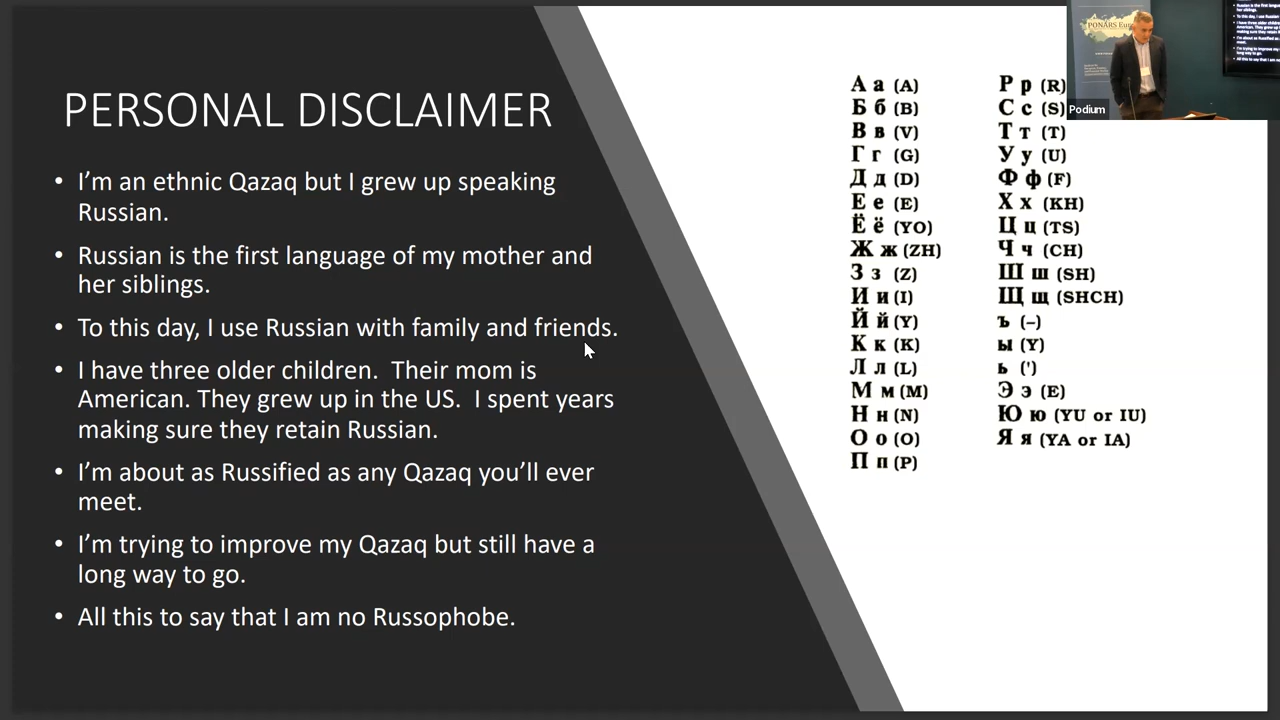 PERSONAL DISCLAIMER
• I’m an ethnic Qazaq but I grew up speaking
Russian.
• Russian is the first language of my mother and
her siblings.
• To this day, I use Russian with family and friends.
• I have three older children.  Their mom is
American. They grew up in the US.  I spent years
making sure they retain Russian.
• I’m about as Russified as any Qazaq you’ll ever
meet.
• I’m trying to improve my Qazaq but still have a
long way to go.
• All this to say that I am no Russophobe.
А а (A)
Б б (B)
В в (V)
Г г (G)
Д д (D)
Е е (E)
Ё ё (YO)
Ж ж (ZH)
З з (Z)
И и (I)
Й й (Y)
К к (K)
Л л (L)
М м (M)
Н н (N)
О о (O)
П п (P)
Р р (R)
С с (S)
Т т (T)
У у (U)
Ф ф (F)
Х х (KH)
Ц ц (TS)
Ч ч (CH)
Ш ш (SH)
Щ щ (SHCH)
ъ (–)
ы (Y)
ь (')
Э э (E)
Ю ю (YU or IU)
Я я (YA or IA)
PONARS Eur
Podium